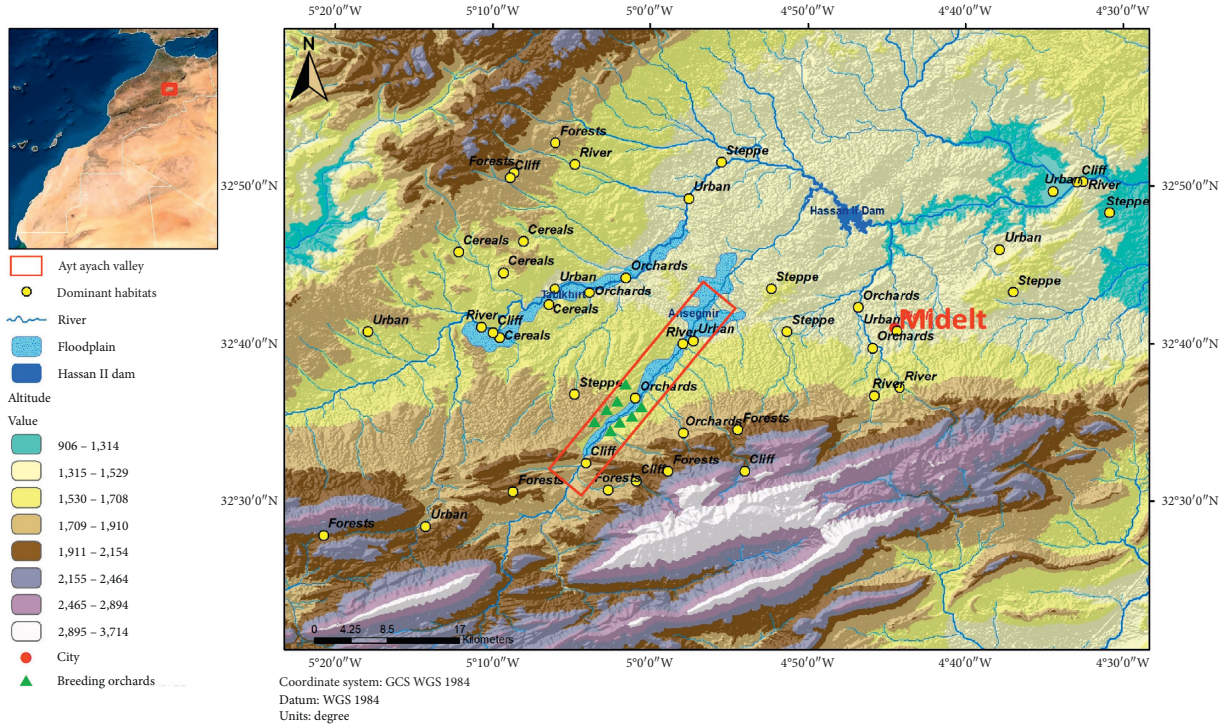 5°20′0″W 5°10′0″W 5°0′0″W 4°50′0″W 4°40′0″W 4°30′0″W
N
32°50′0″N
32°40′0″N
32°30′0″N
32°50′0″N
32°40′0″N
32°30′0″N
Forests
River
Steppe
Forests
Cliff
Urban
Hassan II Dam
Urban
Cliff
River
Steppe
Cereals
Cereals
Cereals
Urban
Orchards
Orchards
Cereals
Urban
Steppe
Steppe
Urban
River
Cliff
Cereals
Ansegmir
River
Urban
Steppe
Orchards
Urban
Midelt
Orchards
River
River
Steppe
Orchards
Orchards
Forests
Cliff
Forests
Forests
Cliff
Forests
Cliff
Urban
Forests
0 4.25 8.5 17
Kilometers
5°20′0″W 5°10′0″W 5°0′0″W 4°50′0″W 4°40′0″W 4°30′0″W
Ayt ayach valley
Dominant habitats
River
Floodplain
Hassan II dam
Altitude
Value
906 – 1,314
1,315 – 1,529
1,530 – 1,708
1,709 – 1,910
1,911 – 2,154
2,155 – 2,464
2,465 – 2,894
2,895 – 3,714
City
Breeding orchards
Coordinate system: GCS WGS 1984
Datum: WGS 1984
Units: degree